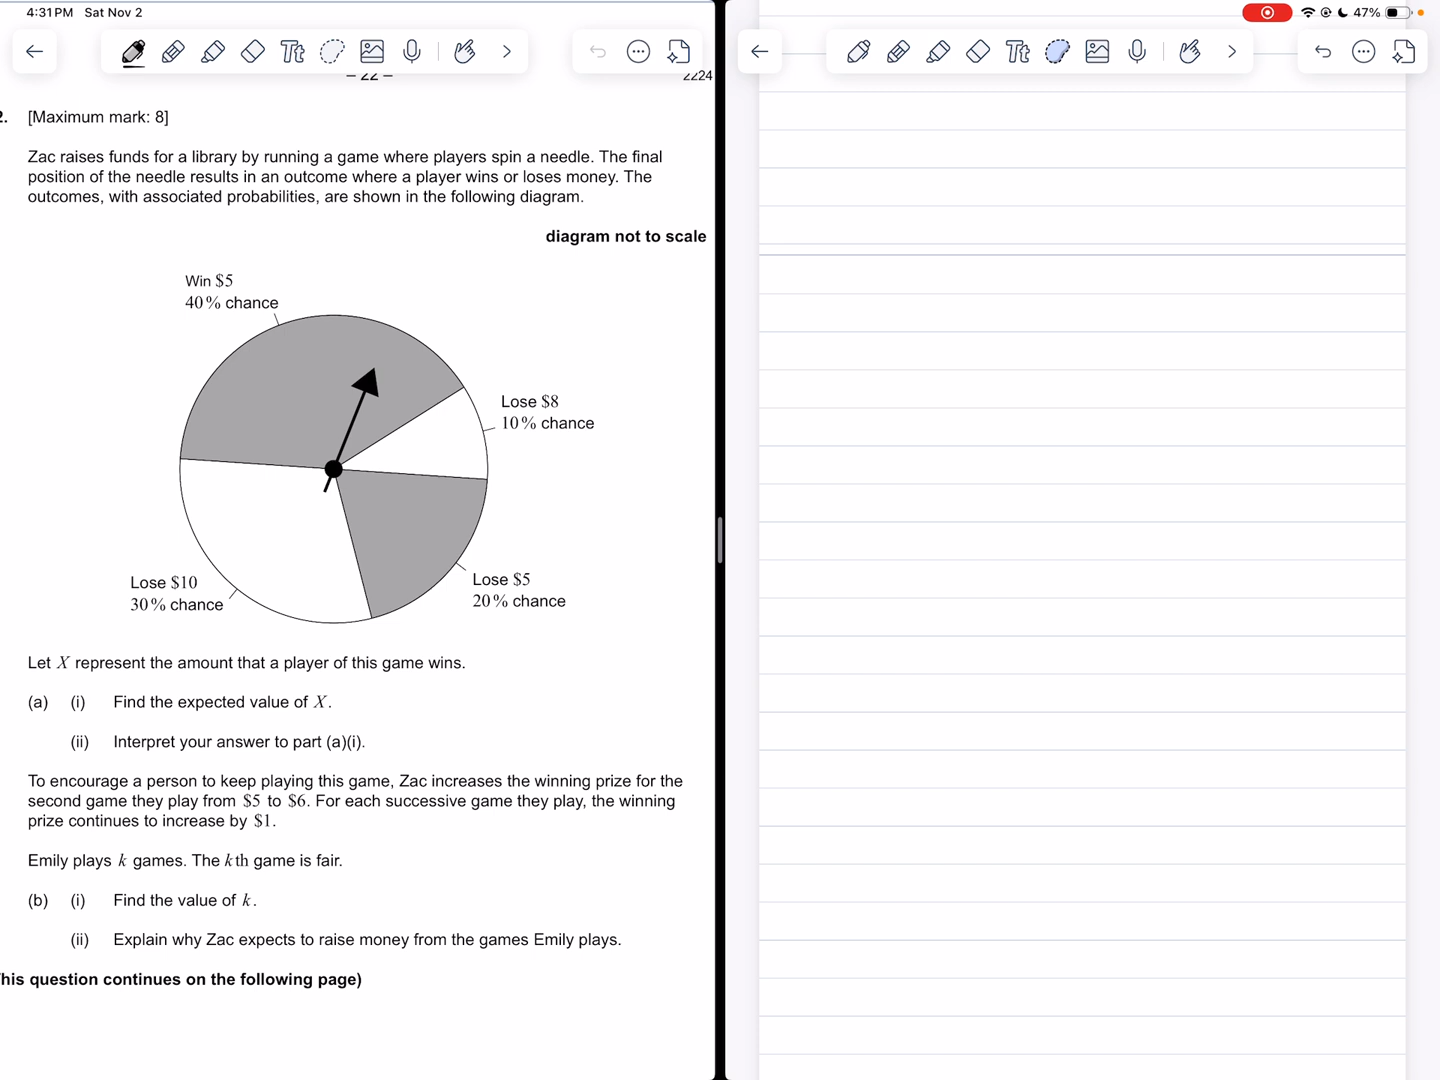 4:31 PM Sat Nov 2
47%
– 22 –
2224
2. [Maximum mark: 8]
Zac raises funds for a library by running a game where players spin a needle. The final
position of the needle results in an outcome where a player wins or loses money. The
outcomes, with associated probabilities, are shown in the following diagram.
diagram not to scale
Win $5
40% chance
Lose $8
10% chance
Lose $10
30% chance
Lose $5
20% chance
Let X represent the amount that a player of this game wins.
(a) (i) Find the expected value of X.
(ii) Interpret your answer to part (a)(i).
To encourage a person to keep playing this game, Zac increases the winning prize for the
second game they play from $5 to $6. For each successive game they play, the winning
prize continues to increase by $1.
Emily plays k games. The kth game is fair.
(b) (i) Find the value of k.
(ii) Explain why Zac expects to raise money from the games Emily plays.
his question continues on the following page)